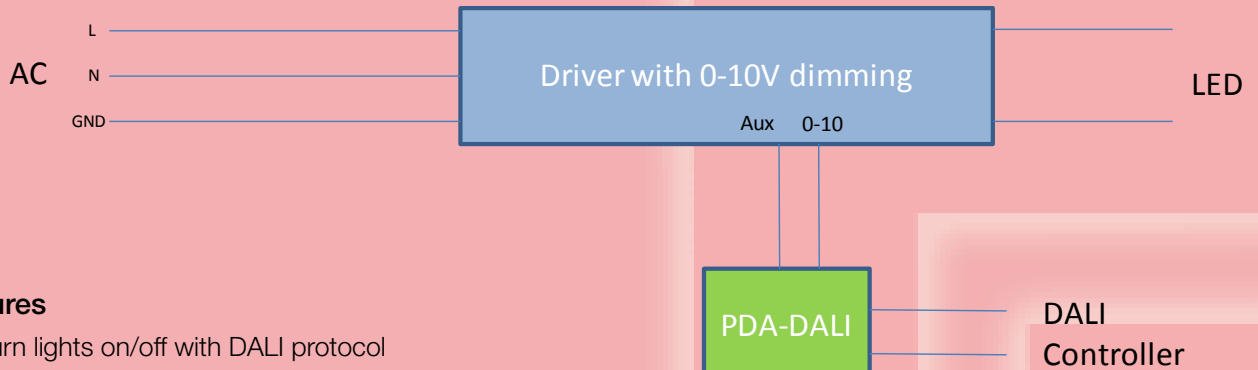 L
AC N
GND
Driver with 0-10V dimming
Aux 0-10
LED
PDA-DALI
DALI
Controller
ures
urn lights on/off with DALI protocol